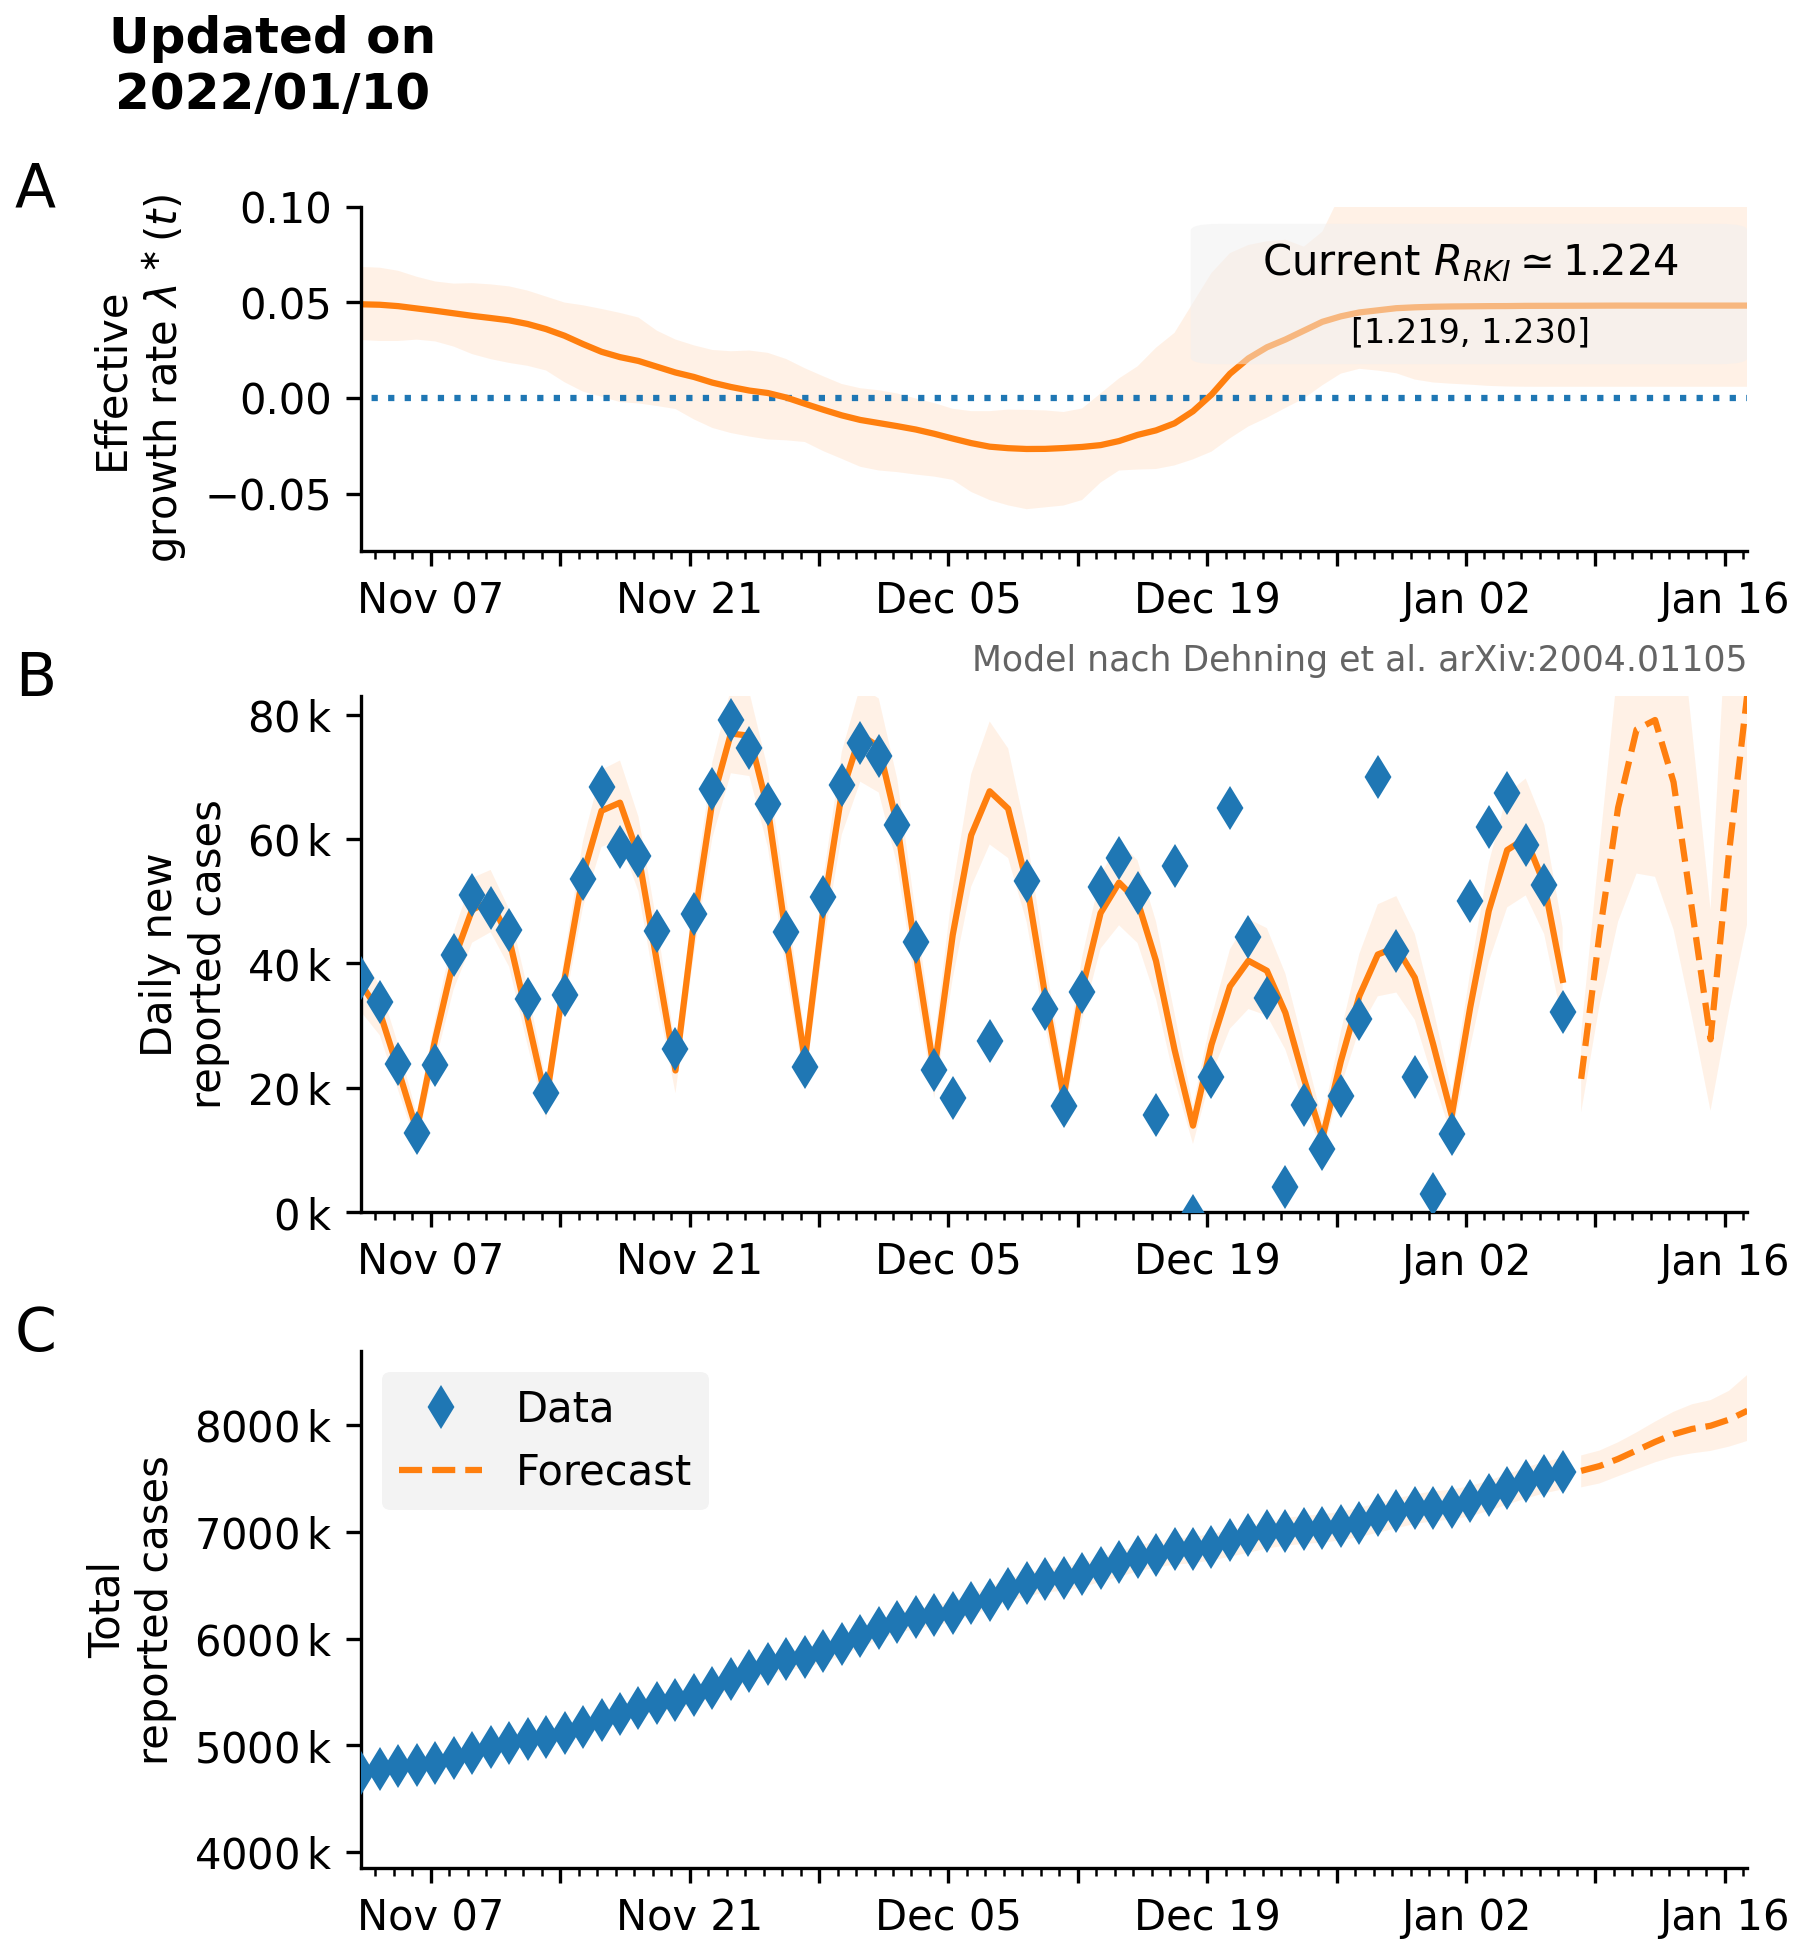 Updated on
2022/01/10
A
Effective
growth rate λ * (t)
0.10
0.05
0.00
−0.05
Current R_RKI ≃ 1.224
[1.219, 1.230]
Nov 07 Nov 21 Dec 05 Dec 19 Jan 02 Jan 16
Model nach Dehning et al. arXiv:2004.01105
B
Daily new
reported cases
80 k
60 k
40 k
20 k
0 k
Nov 07 Nov 21 Dec 05 Dec 19 Jan 02 Jan 16
C
Total
reported cases
Data
Forecast
8000 k
7000 k
6000 k
5000 k
4000 k
Nov 07 Nov 21 Dec 05 Dec 19 Jan 02 Jan 16